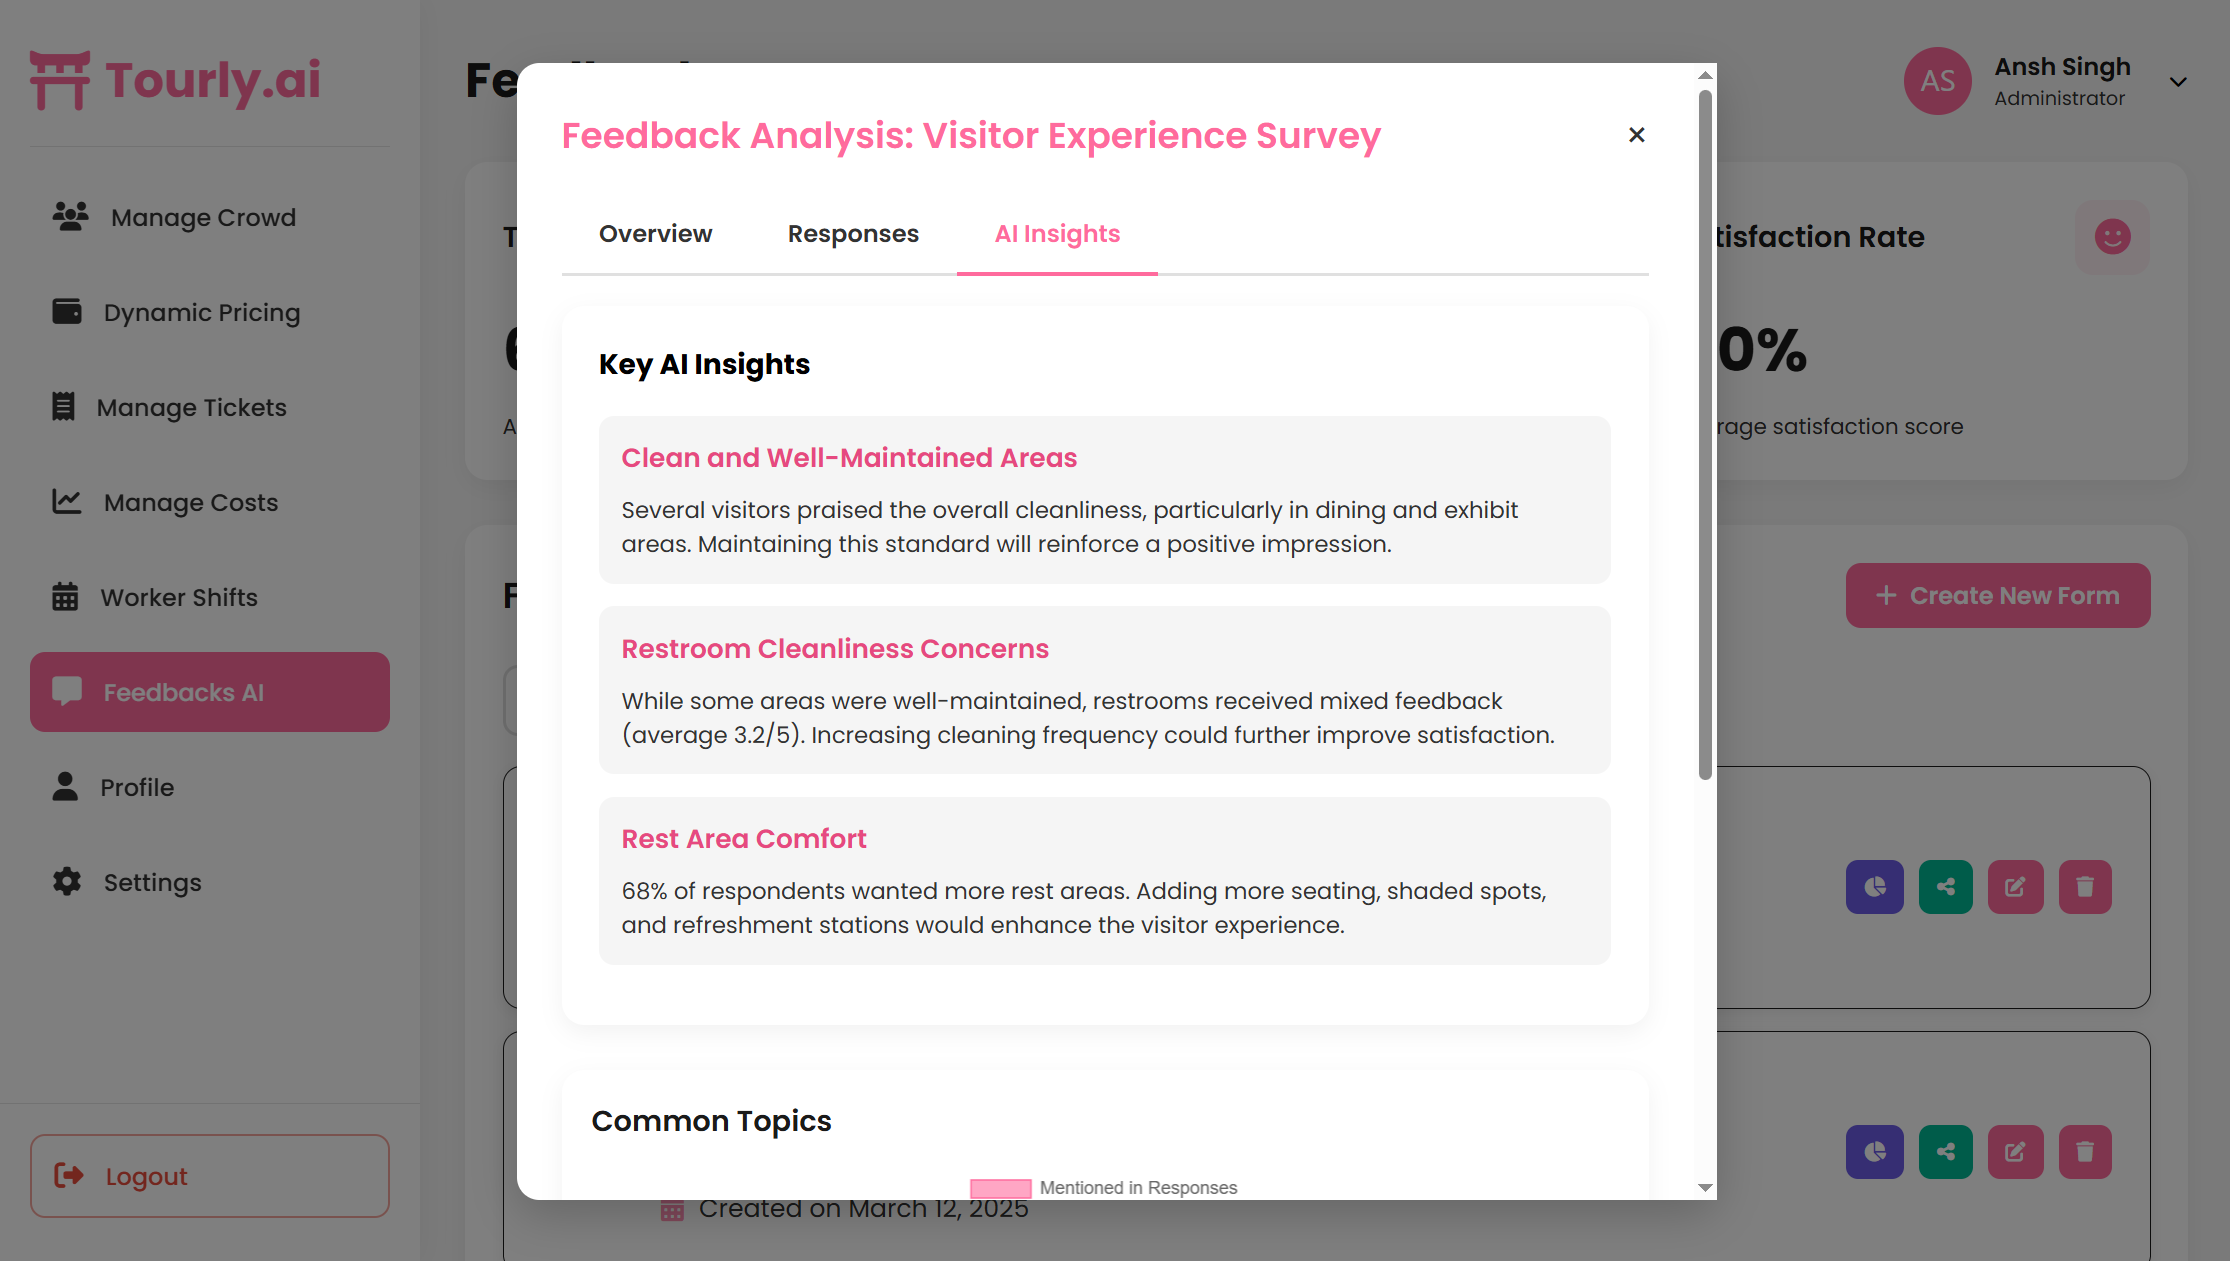 Tourly.ai
Manage Crowd
Dynamic Pricing
Manage Tickets
Manage Costs
Worker Shifts
Feedbacks AI
Profile
Settings
Logout
AS
Ansh Singh
Administrator
Feedback Analysis: Visitor Experience Survey
×
Overview
Responses
AI Insights
Key AI Insights
Clean and Well-Maintained Areas
Several visitors praised the overall cleanliness, particularly in dining and exhibit
areas. Maintaining this standard will reinforce a positive impression.
Restroom Cleanliness Concerns
While some areas were well-maintained, restrooms received mixed feedback
(average 3.2/5). Increasing cleaning frequency could further improve satisfaction.
Rest Area Comfort
68% of respondents wanted more rest areas. Adding more seating, shaded spots,
and refreshment stations would enhance the visitor experience.
Common Topics
Mentioned in Responses
Created on March 12, 2025
Rate
0%
satisfaction score
Create New Form